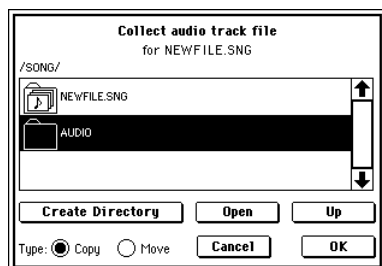 Collect audio track file
for NEWFILE.SNG
/SONG/
NEWFILE.SNG
AUDIO
Create Directory Open Up
Type: Copy Move Cancel OK